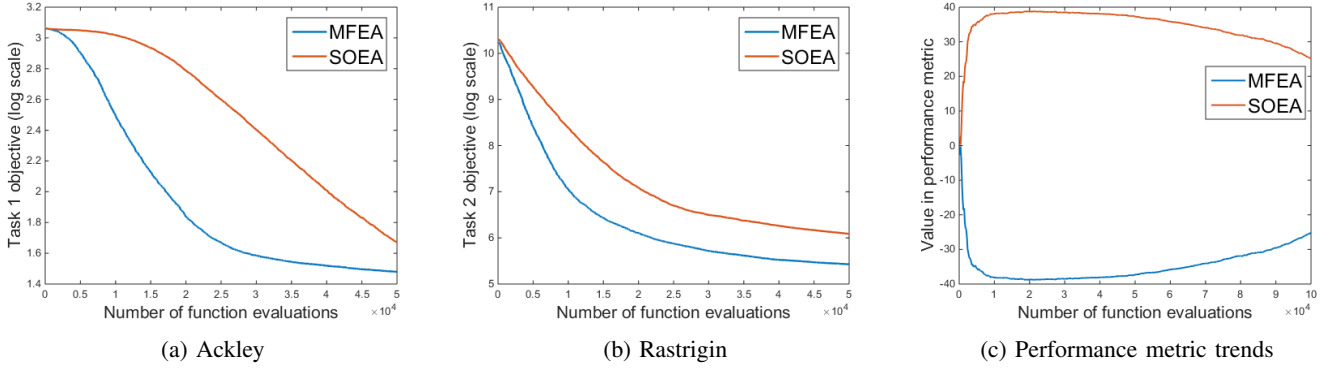 3.2
3
2.8
2.6
2.4
2.2
2
1.8
1.6
1.4
Task 1 objective (log scale)
MFEA
SOEA
0 0.5 1 1.5 2 2.5 3 3.5 4 4.5 5
Number of function evaluations
× 10^4
(a) Ackley
11
10
9
8
7
6
5
Task 2 objective (log scale)
MFEA
SOEA
0 0.5 1 1.5 2 2.5 3 3.5 4 4.5 5
Number of function evaluations
× 10^4
(b) Rastrigin
40
30
20
10
0
-10
-20
-30
-40
Value in performance metric
MFEA
SOEA
0 1 2 3 4 5 6 7 8 9 10
Number of function evaluations
× 10^4
(c) Performance metric trends